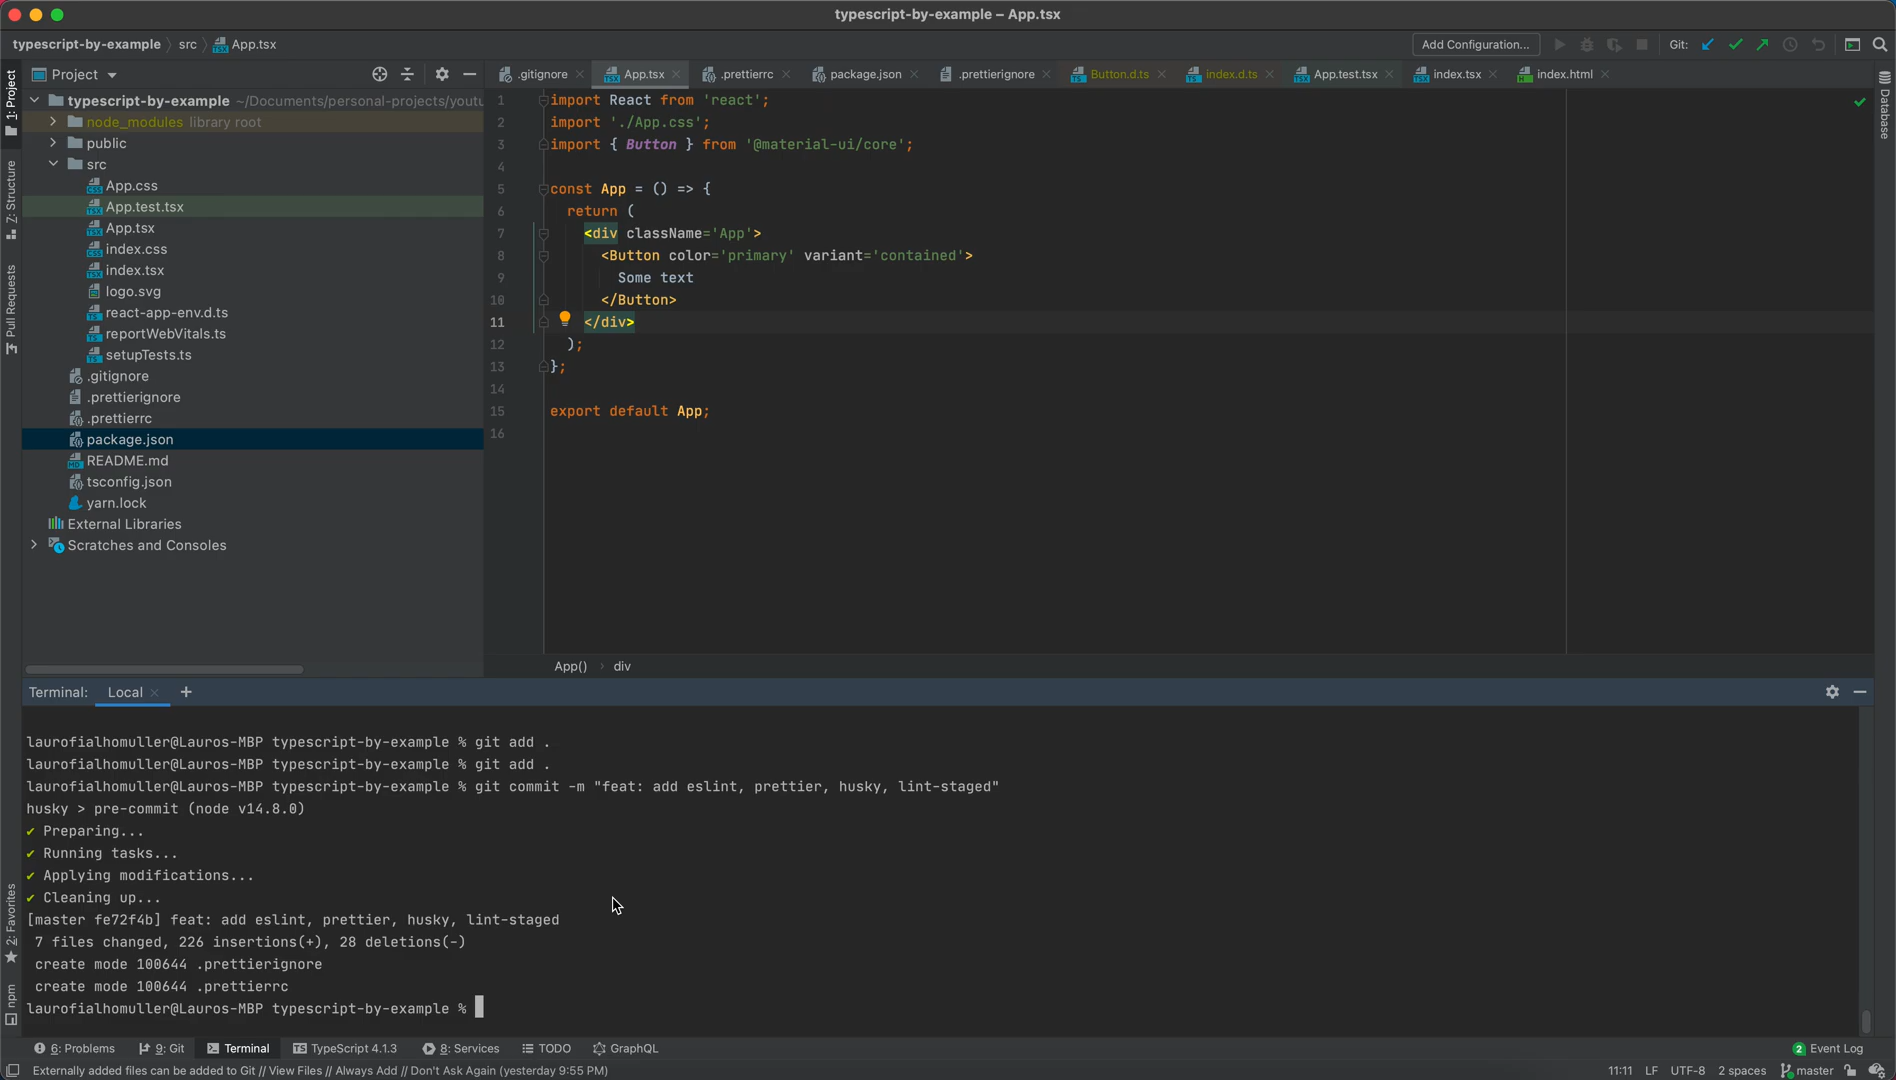 typescript-by-example – App.tsx
typescript-by-example
src
App.tsx
Add Configuration...
Git:
1: Project
Z: Structure
Pull Requests
2: Favorites
npm
Database
Project
typescript-by-example ~/Documents/personal-projects/youtu
node_modules library root
public
src
App.css
App.test.tsx
App.tsx
index.css
index.tsx
logo.svg
react-app-env.d.ts
reportWebVitals.ts
setupTests.ts
.gitignore
.prettierignore
.prettierrc
package.json
README.md
tsconfig.json
yarn.lock
External Libraries
Scratches and Consoles
.gitignore
App.tsx
.prettierrc
package.json
.prettierignore
Button.d.ts
index.d.ts
App.test.tsx
index.tsx
index.html
1 import React from 'react';
2 import './App.css';
3 import { Button } from '@material-ui/core';
4
5 const App = () => {
6 return (
7 <div className='App'>
8 <Button color='primary' variant='contained'>
9 Some text
10 </Button>
11 </div>
12 );
13 };
14
15 export default App;
16
App() › div
Terminal: Local +
laurofialhomuller@Lauros-MBP typescript-by-example % git add .
laurofialhomuller@Lauros-MBP typescript-by-example % git add .
laurofialhomuller@Lauros-MBP typescript-by-example % git commit -m "feat: add eslint, prettier, husky, lint-staged"
husky > pre-commit (node v14.8.0)
✔ Preparing...
✔ Running tasks...
✔ Applying modifications...
✔ Cleaning up...
[master fe72f4b] feat: add eslint, prettier, husky, lint-staged
7 files changed, 226 insertions(+), 28 deletions(-)
create mode 100644 .prettierignore
create mode 100644 .prettierrc
laurofialhomuller@Lauros-MBP typescript-by-example %
6: Problems
9: Git
Terminal
TypeScript 4.1.3
8: Services
TODO
GraphQL
2 Event Log
Externally added files can be added to Git // View Files // Always Add // Don't Ask Again (yesterday 9:55 PM)
11:11 LF UTF-8 2 spaces master